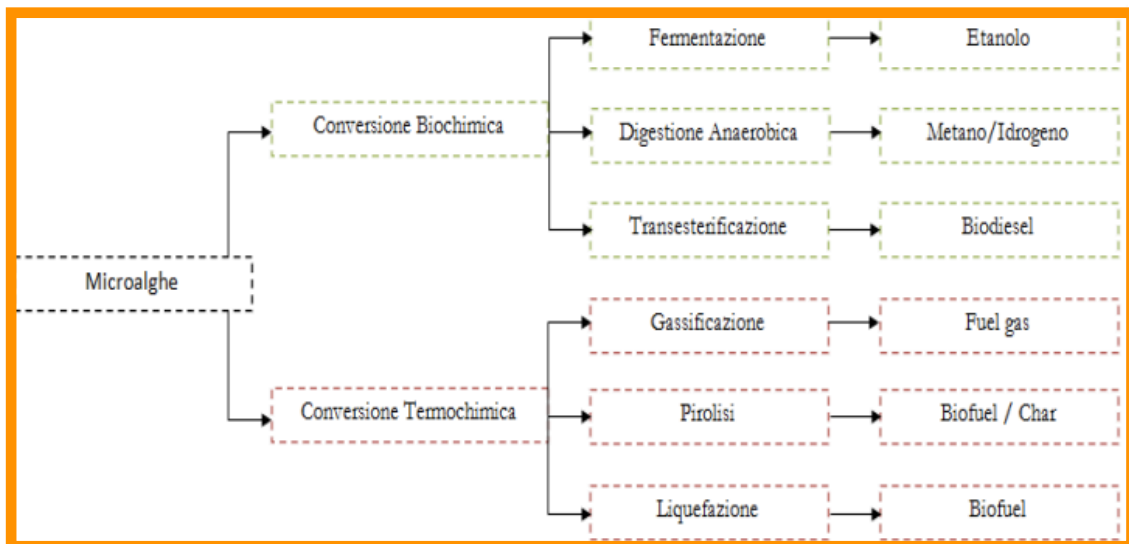 Fermentazione
Etanolo
Conversione Biochimica
Digestione Anaerobica
Metano/Idrogeno
Transesterificazione
Biodiesel
Microalghe
Gassificazione
Fuel gas
Conversione Termochimica
Pirolisi
Biofuel / Char
Liquefazione
Biofuel